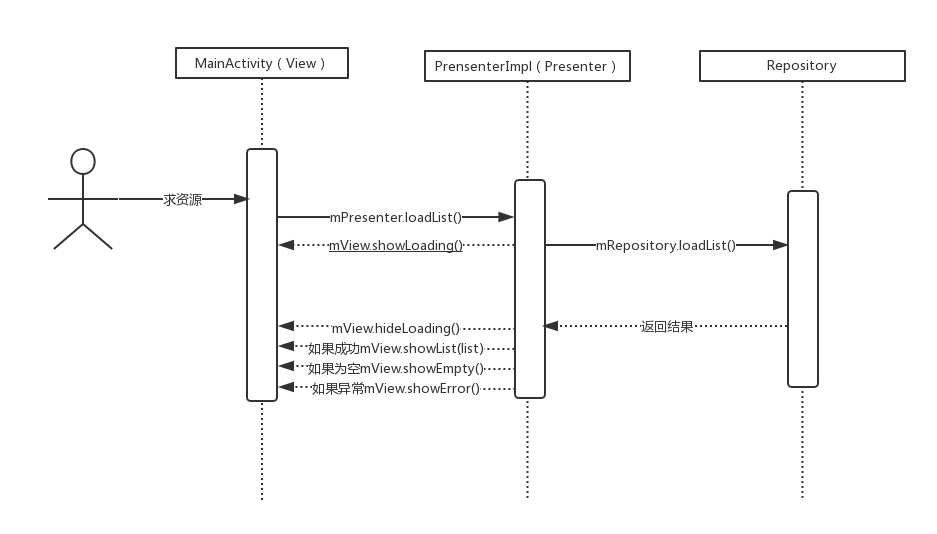 MainActivity（View）
PrensenterImpl（Presenter）
Repository
求资源
mPresenter.loadList()
mView.showLoading()
mRepository.loadList()
mView.hideLoading()
返回结果
如果成功mView.showList(list)
如果为空mView.showEmpty()
如果异常mView.showError()